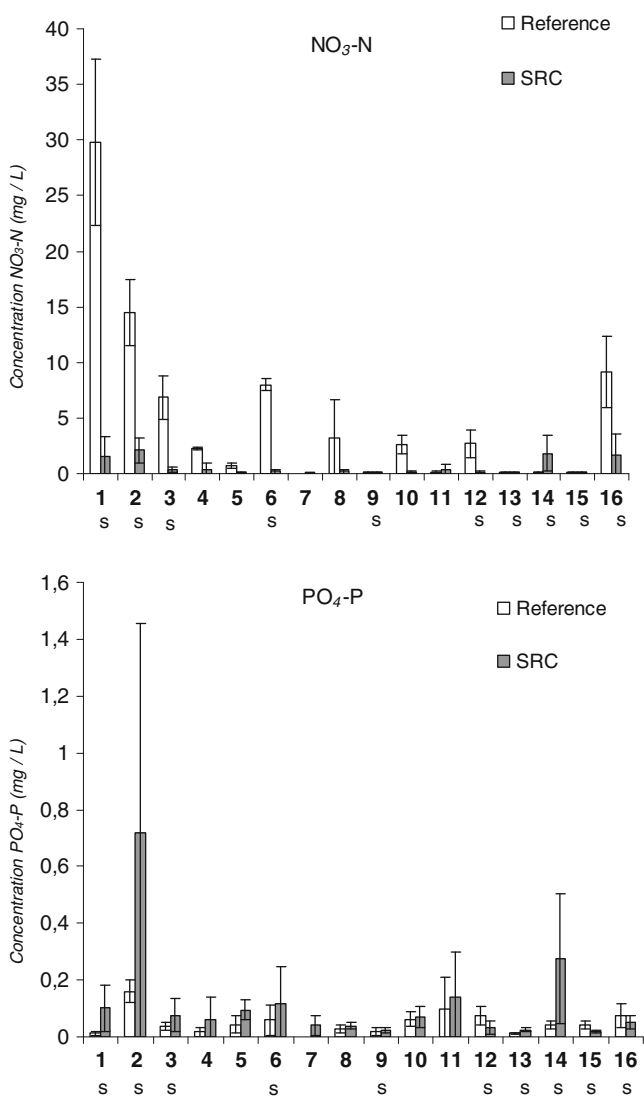 NO3-N
Reference
SRC
Concentration NO3-N (mg / L)
40
35
30
25
20
15
10
5
0
1 2 3 4 5 6 7 8 9 10 11 12 13 14 15 16
s s s s s s s s s s
PO4-P
Reference
SRC
Concentration PO4-P (mg / L)
1,6
1,4
1,2
1
0,8
0,6
0,4
0,2
0
1 2 3 4 5 6 7 8 9 10 11 12 13 14 15 16
s s s s s s s s s s